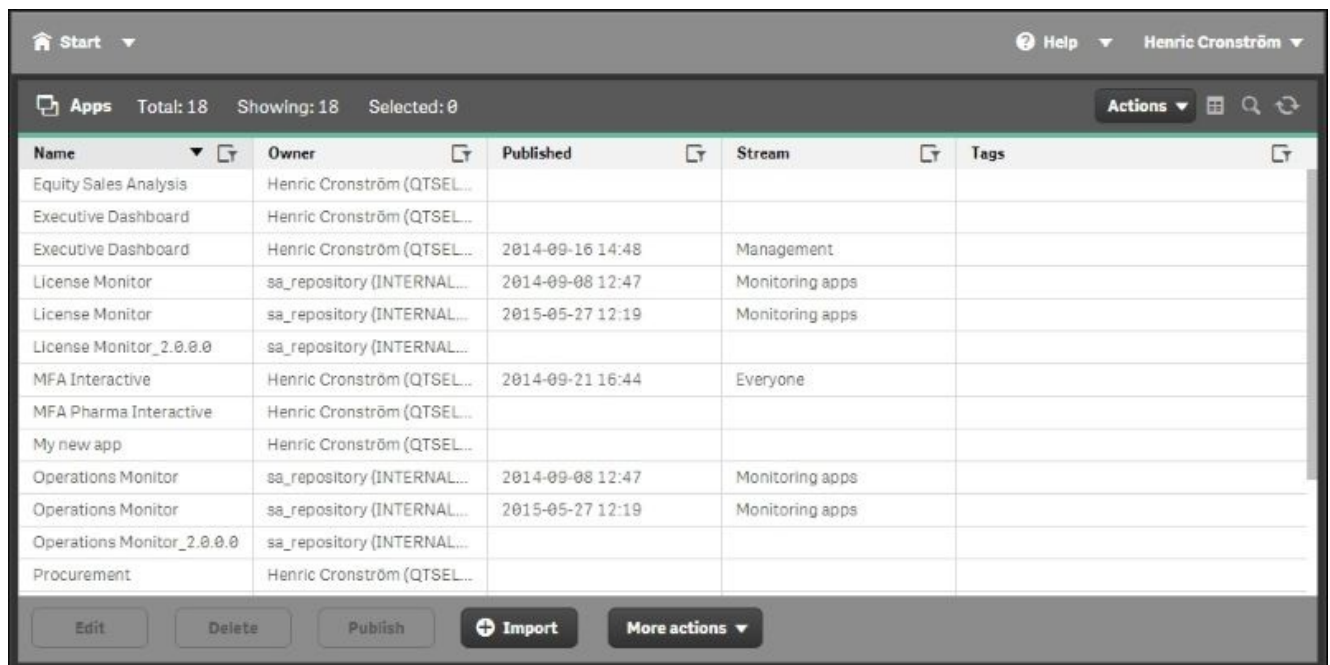 Start Help Henric Cronström
Apps Total: 18 Showing: 18 Selected: 0 Actions
Name Owner Published Stream Tags
Equity Sales Analysis Henric Cronström (QTSEL...
Executive Dashboard Henric Cronström (QTSEL...
Executive Dashboard Henric Cronström (QTSEL... 2014-09-16 14:48 Management
License Monitor sa_repository (INTERNAL... 2014-09-08 12:47 Monitoring apps
License Monitor sa_repository (INTERNAL... 2015-05-27 12:19 Monitoring apps
License Monitor_2.0.0.0 sa_repository (INTERNAL...
MFA Interactive Henric Cronström (QTSEL... 2014-09-21 16:44 Everyone
MFA Pharma Interactive Henric Cronström (QTSEL...
My new app Henric Cronström (QTSEL...
Operations Monitor sa_repository (INTERNAL... 2014-09-08 12:47 Monitoring apps
Operations Monitor sa_repository (INTERNAL... 2015-05-27 12:19 Monitoring apps
Operations Monitor_2.0.0.0 sa_repository (INTERNAL...
Procurement Henric Cronström (QTSEL...
Edit Delete Publish Import More actions